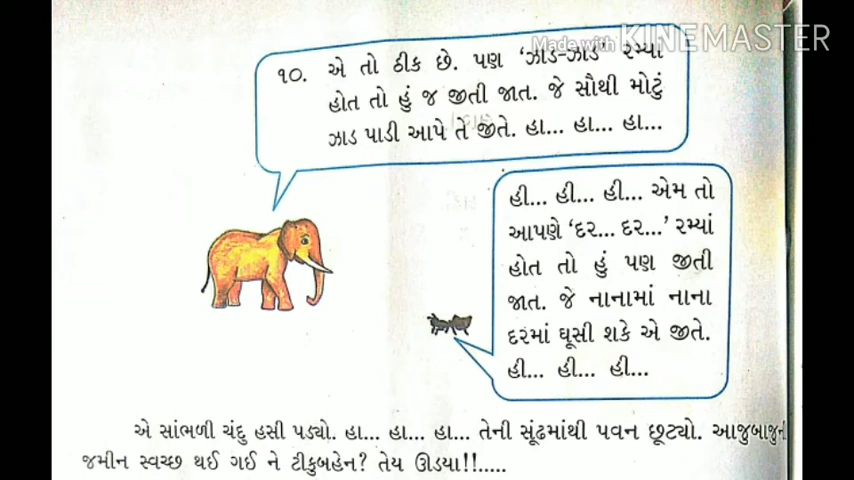 Made with KINEMASTER
૧૦. એ તો ઠીક છે. પણ ‘ઝાડ-ઝાડ’ રમ્યા
હોત તો હું જ જીતી જાત. જે સૌથી મોટું
ઝાડ પાડી આપે તે જીતે. હા... હા... હા...
હી... હી... હી... એમ તો
આપણે ‘દર... દર...’ રમ્યાં
હોત તો હું પણ જીતી
જાત. જે નાનામાં નાના
દરમાં ઘૂસી શકે એ જીતે.
હી... હી... હી...
એ સાંભળી ચંદુ હસી પડ્યો. હા... હા... હા... તેની સૂંઢમાંથી પવન છૂટ્યો. આજુબાજુની
જમીન સ્વચ્છ થઈ ગઈ ને ટીકુબહેન? તેય ઊડયા!!.....